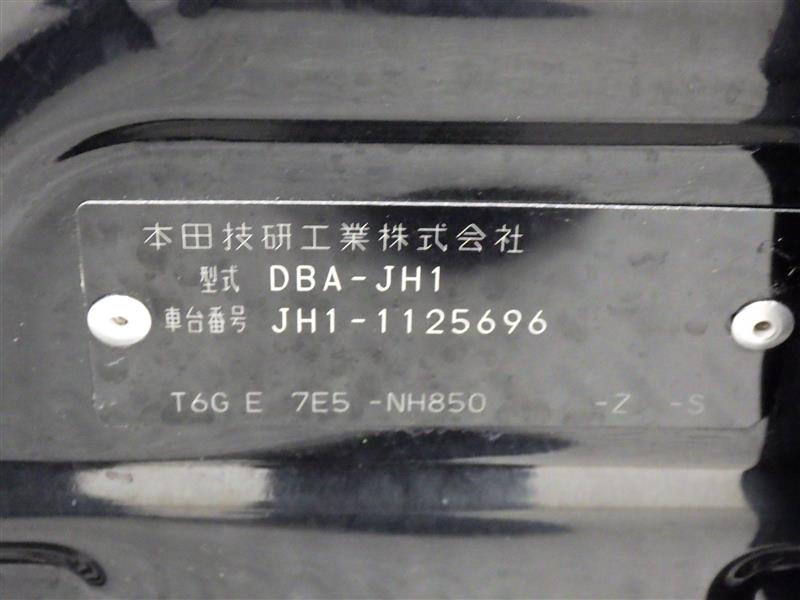 本田技研工業株式会社
型式 DBA-JH1
車台番号 JH1-1125696
T6G E 7E5 -NH850 -Z -S